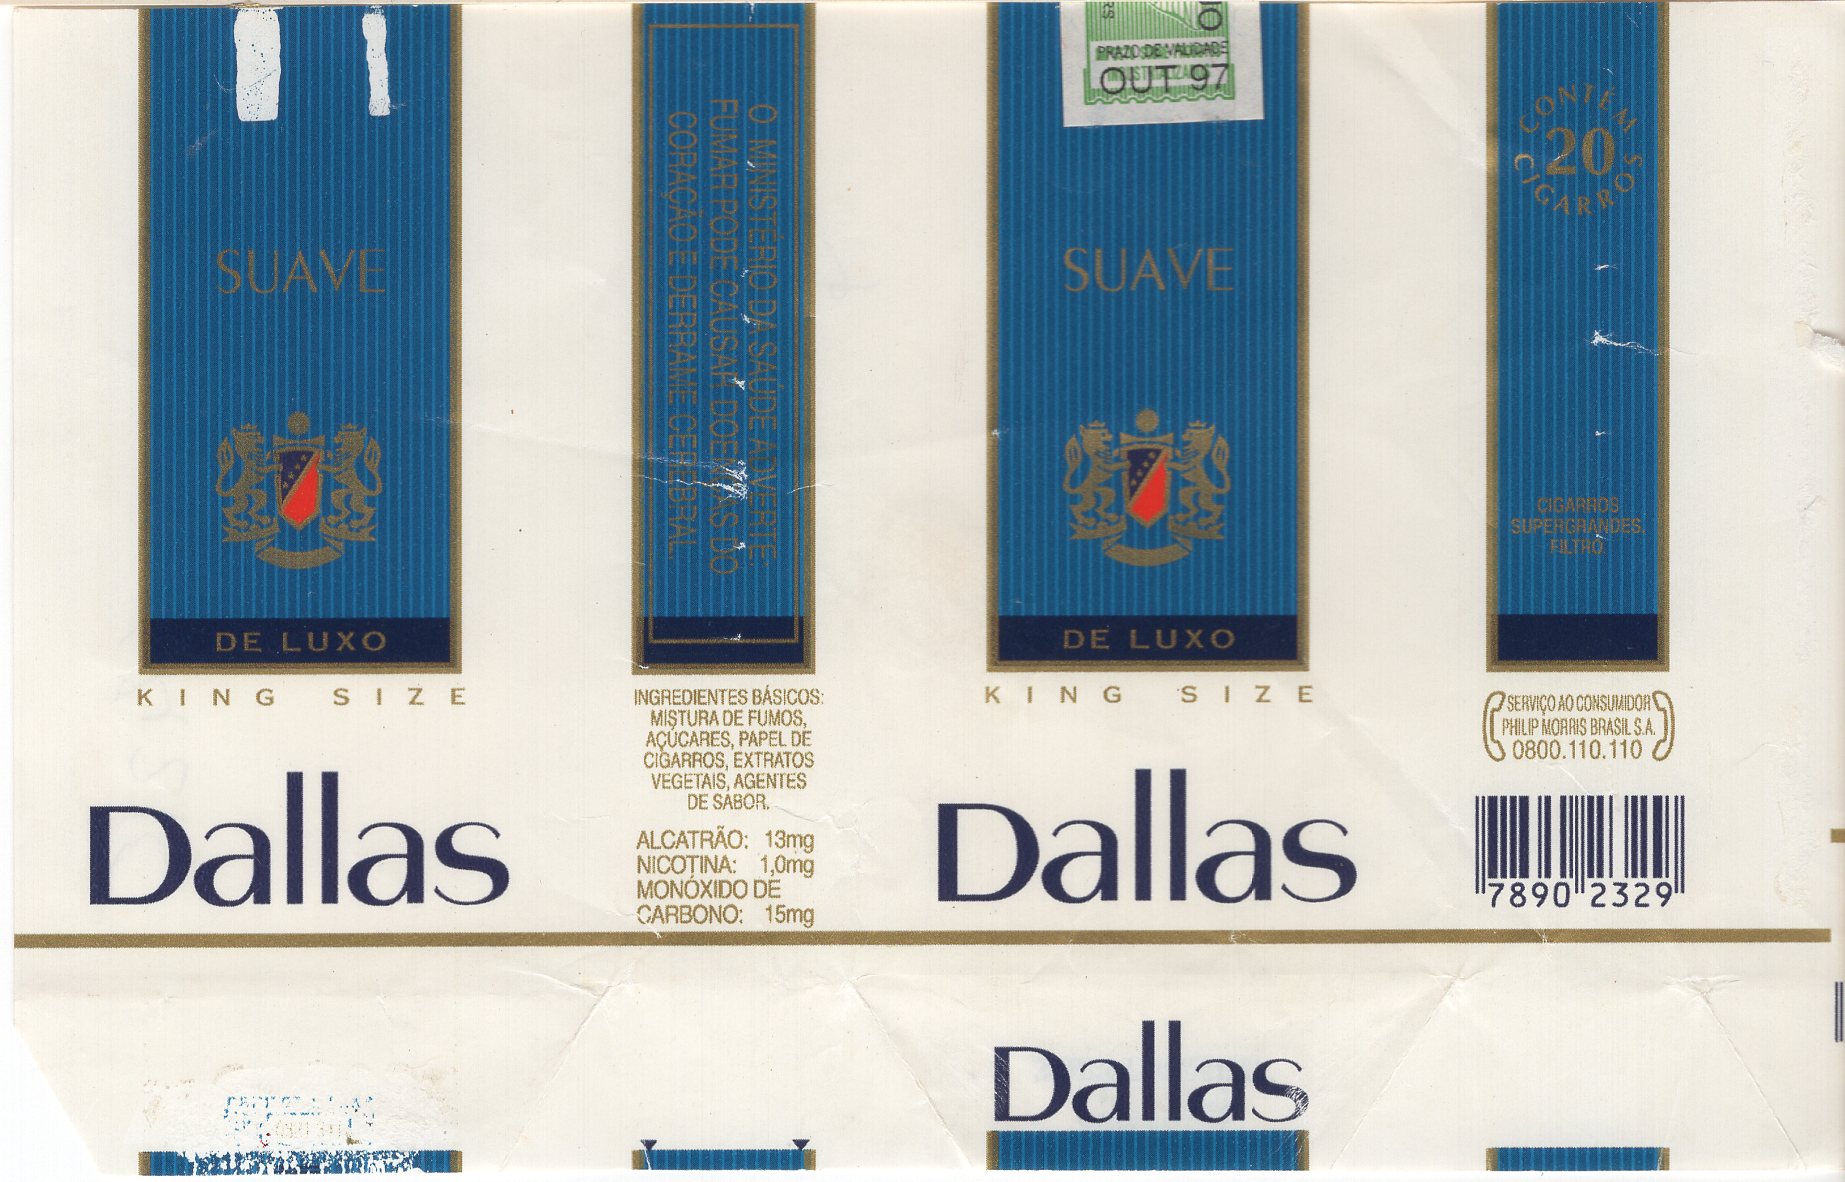 SUAVE
DE LUXO
KING SIZE
Dallas
O MINISTÉRIO DA SAÚDE ADVERTE:
FUMAR PODE CAUSAR DOENÇAS DO
CORAÇÃO E DERRAME CEREBRAL.
INGREDIENTES BÁSICOS:
MISTURA DE FUMOS,
AÇÚCARES, PAPEL DE
CIGARROS, EXTRATOS
VEGETAIS, AGENTES
DE SABOR.
ALCATRÃO: 13mg
NICOTINA: 1,0mg
MONÓXIDO DE
CARBONO: 15mg
PRAZO DE VALIDADE
OUT 97
SUAVE
DE LUXO
KING SIZE
Dallas
CONTÉM
20
CIGARROS
CIGARROS
SUPERGRANDES.
FILTRO.
SERVIÇO AO CONSUMIDOR
PHILIP MORRIS BRASIL S.A.
0800.110.110
7890 2329
Dallas